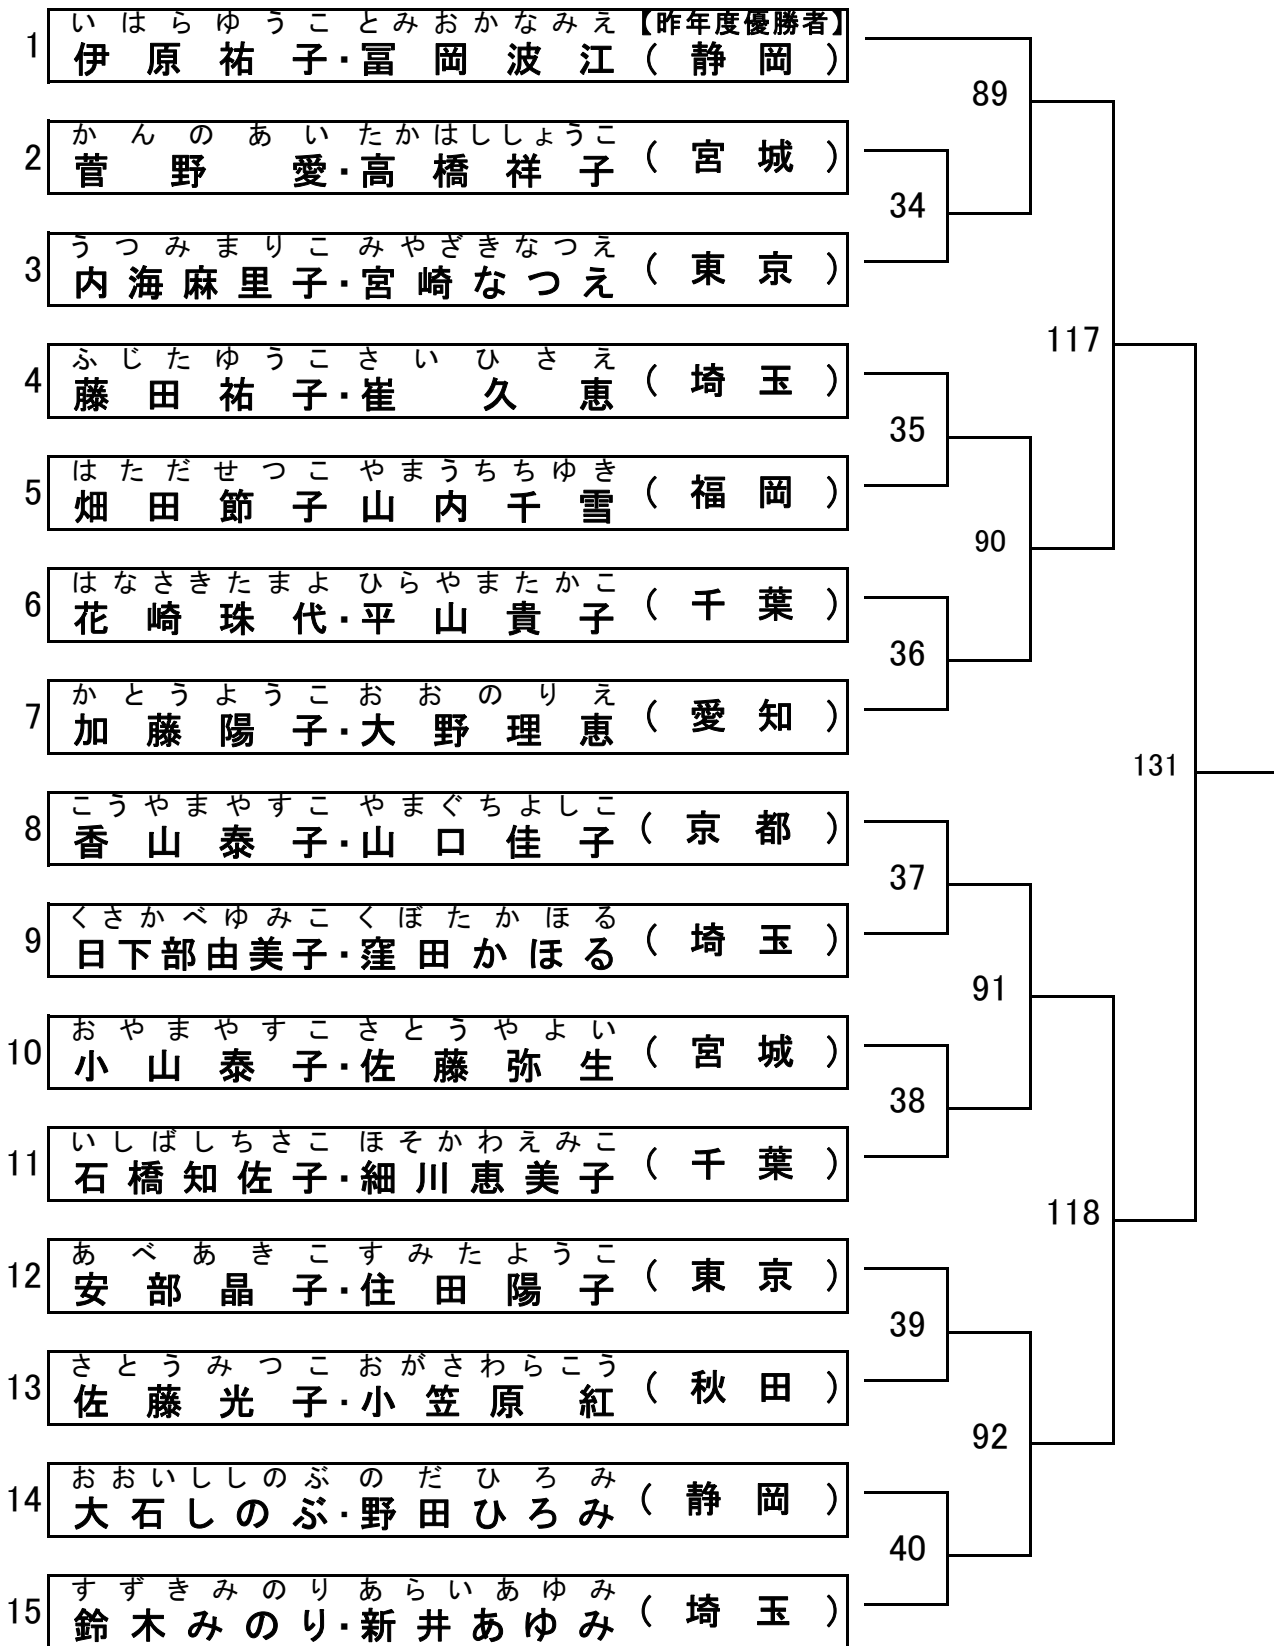 いはらゆうこ とみおかなみえ 【昨年度優勝者】
1 伊原祐子・冨岡波江 (静岡)
89
かんのあい たかはししょうこ
2 菅野愛・高橋祥子 (宮城)
34
うつみまりこ みやざきなつえ
3 内海麻里子・宮崎なつえ (東京)
117
ふじたゆうこ さいひさえ
4 藤田祐子・崔久恵 (埼玉)
35
はただせつこ やまうちちゆき
5 畑田節子 山内千雪 (福岡)
90
はなさきたまよ ひらやまたかこ
6 花崎珠代・平山貴子 (千葉)
36
かとうようこ おおのりえ
7 加藤陽子・大野理恵 (愛知)
131
こうやまやすこ やまぐちよしこ
8 香山泰子・山口佳子 (京都)
37
くさかべゆみこ くぼたかほる
9 日下部由美子・窪田かほる (埼玉)
91
おやまやすこ さとうやよい
10 小山泰子・佐藤弥生 (宮城)
38
いしばしちさこ ほそかわえみこ
11 石橋知佐子・細川恵美子 (千葉)
118
あべあきこ すみたようこ
12 安部晶子・住田陽子 (東京)
39
さとうみつこ おがさわらこう
13 佐藤光子・小笠原紅 (秋田)
92
おおいししのぶ のだひろみ
14 大石しのぶ・野田ひろみ (静岡)
40
すずきみのり あらいあゆみ
15 鈴木みのり・新井あゆみ (埼玉)